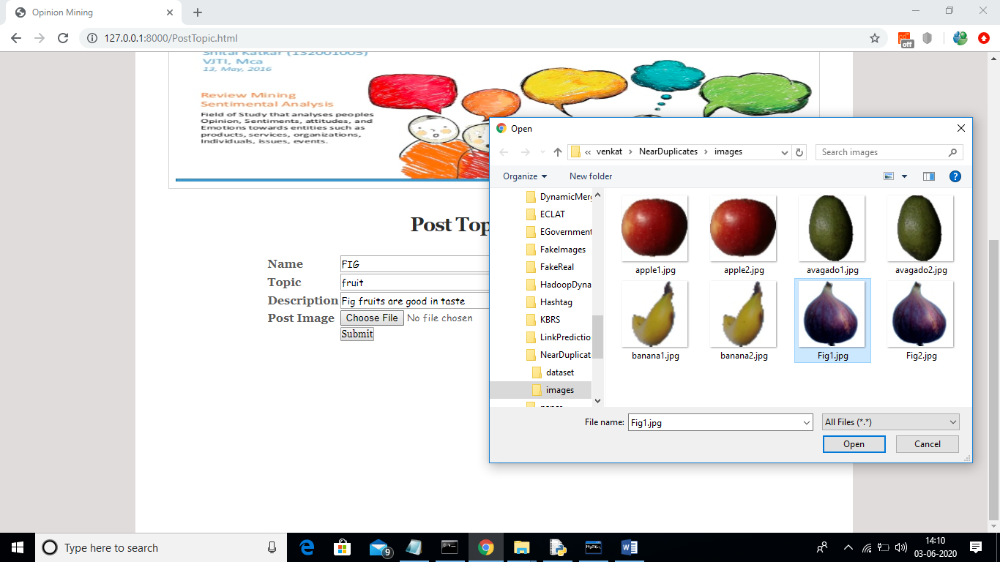 Opinion Mining
127.0.0.1:8000/PostTopic.html
off
Shital Katkar (132001005)
VJTI, Mca
13, May, 2016
Review Mining
Sentimental Analysis
Field of Study that analyses peoples
Opinion, Sentiments, attitudes, and
Emotions towards entities such as
products, services, organizations,
Individuals, issues, events.
Post Top
Name FIG
Topic fruit
Description Fig fruits are good in taste
Post Image Choose File No file chosen
Submit
Open
« venkat > NearDuplicates > images
Search images
Organize New folder
DynamicMerg
ECLAT
EGovernment
FakeImages
FakeReal
HadoopDyna
Hashtag
KBRS
LinkPredictio
NearDuplicat
dataset
images
apple1.jpg apple2.jpg avagado1.jpg avagado2.jpg
banana1.jpg banana2.jpg Fig1.jpg Fig2.jpg
File name: Fig1.jpg All Files (*.*)
Open Cancel
Type here to search
9
14:10
03-06-2020